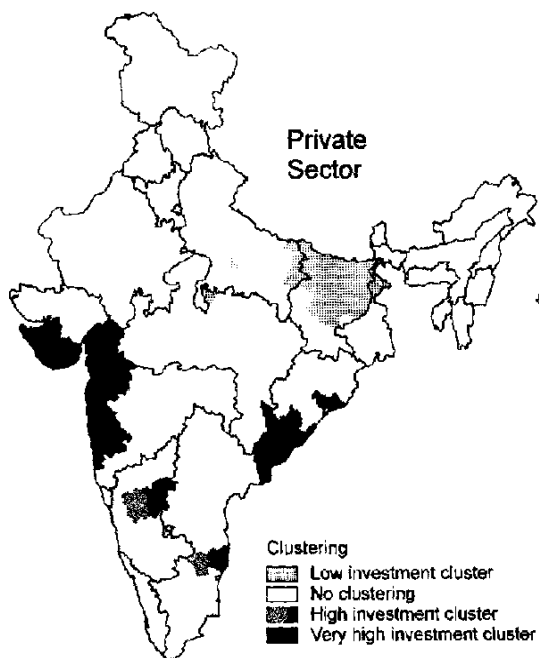 Private
Sector
Clustering
Low investment cluster
No clustering
High investment cluster
Very high investment cluster